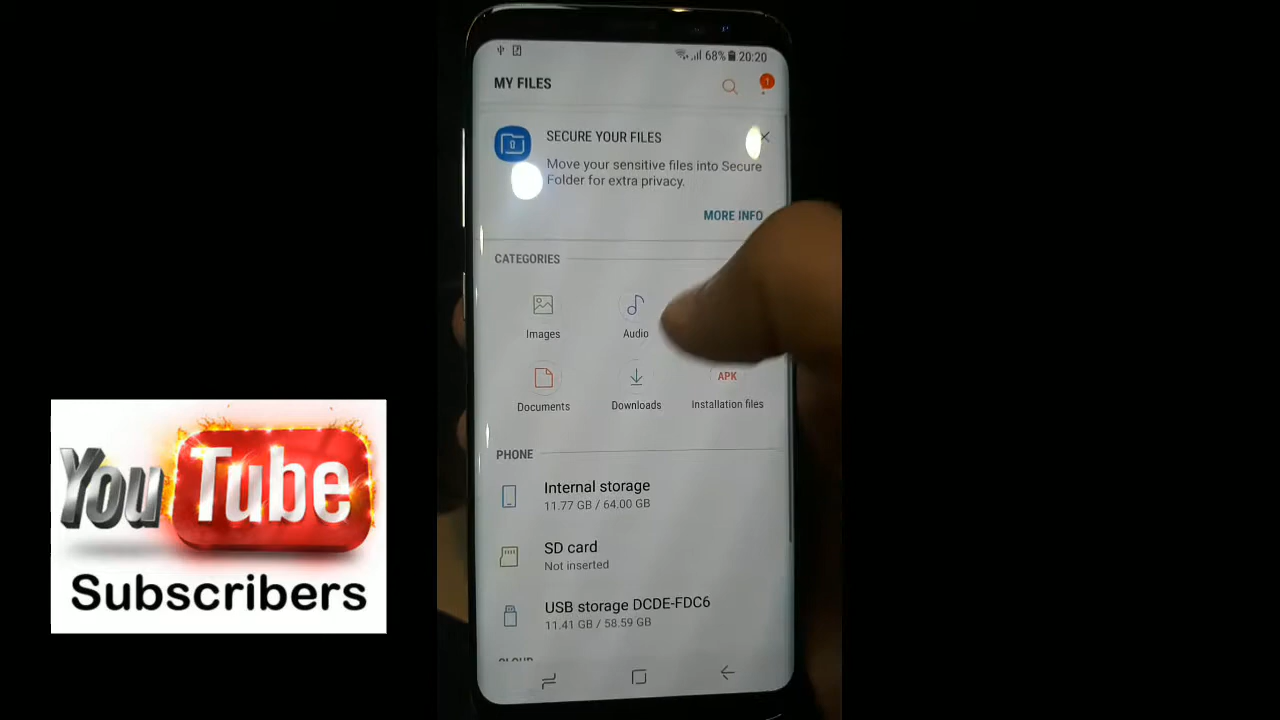 68% 20:20
MY FILES
1
SECURE YOUR FILES
Move your sensitive files into Secure
Folder for extra privacy.
MORE INFO
CATEGORIES
Images
Audio
APK
Documents
Downloads
Installation files
PHONE
Internal storage
11.77 GB / 64.00 GB
SD card
Not inserted
USB storage DCDE-FDC6
11.41 GB / 58.59 GB
YouTube
Subscribers